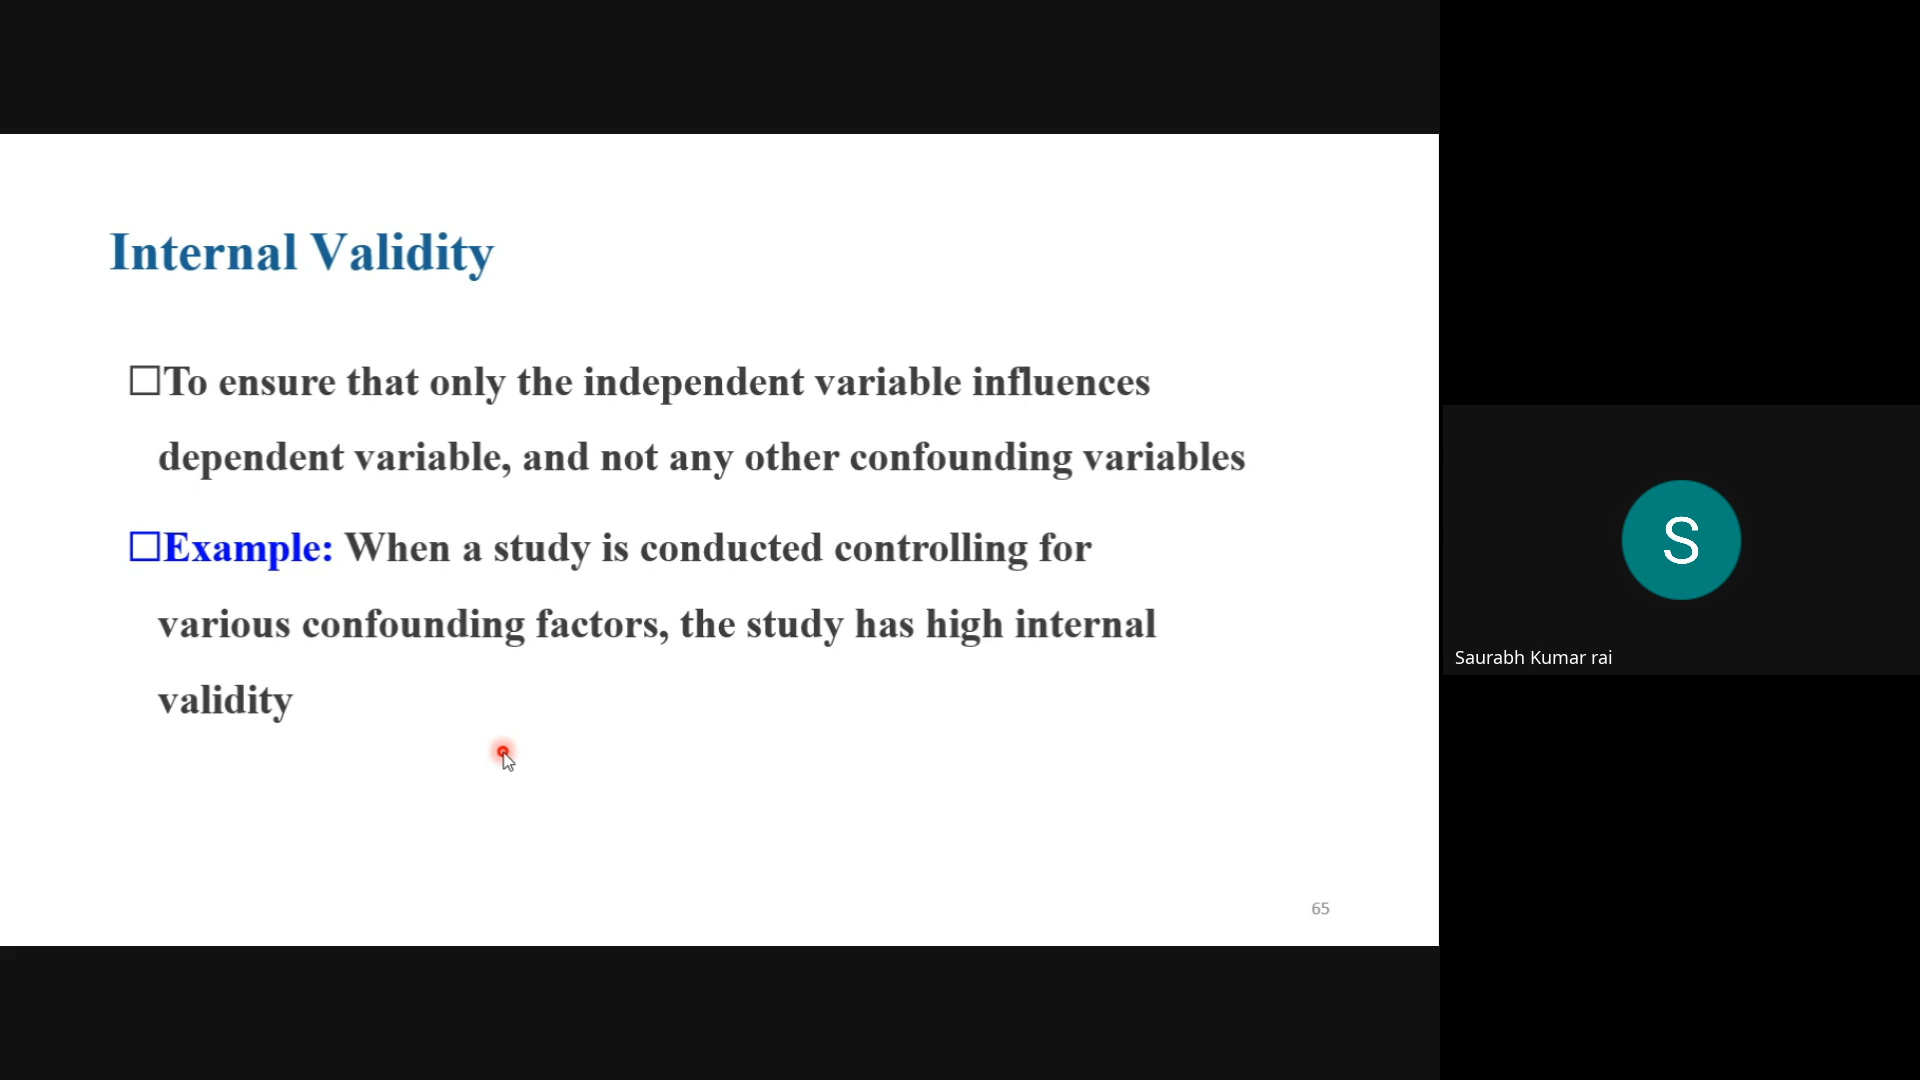 Internal Validity
☐To ensure that only the independent variable influences
dependent variable, and not any other confounding variables
☐Example: When a study is conducted controlling for
various confounding factors, the study has high internal
validity
65
S
Saurabh Kumar rai